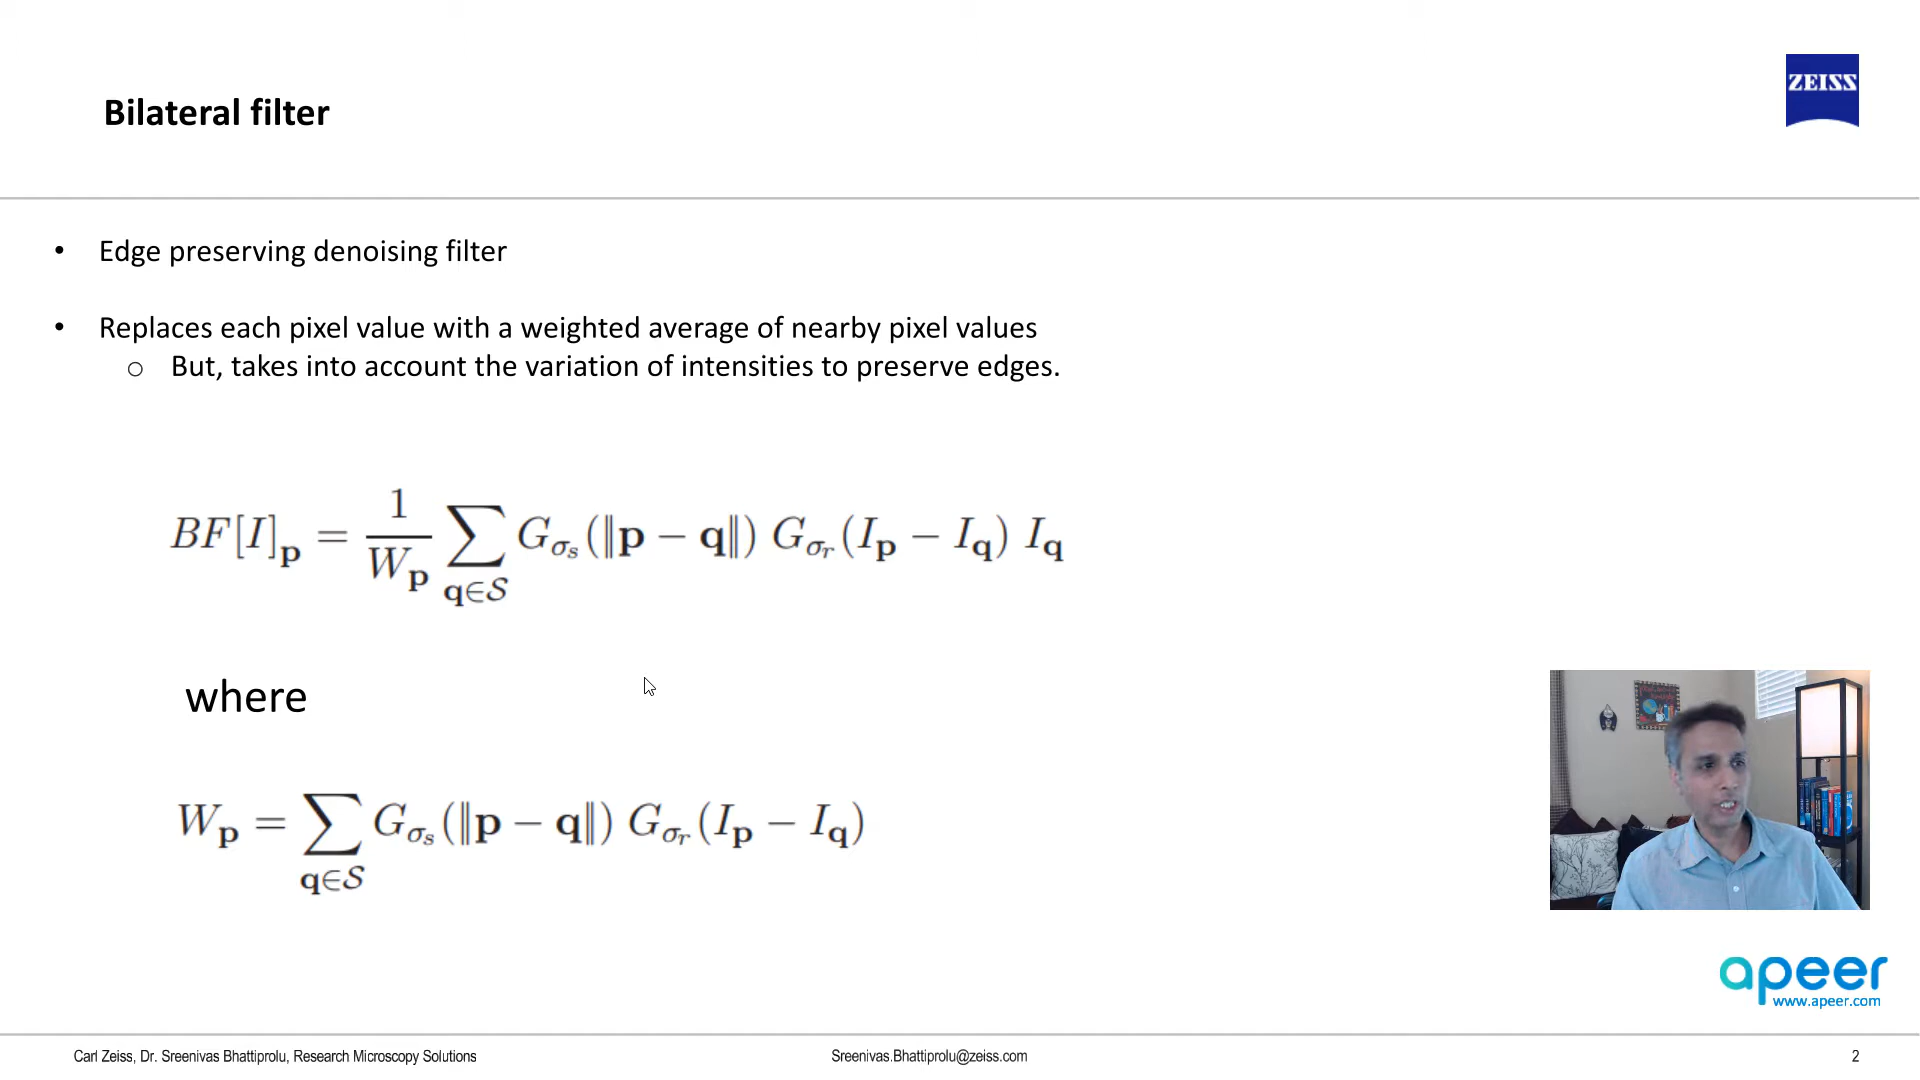 ZEISS
Bilateral filter
• Edge preserving denoising filter
• Replaces each pixel value with a weighted average of nearby pixel values
○ But, takes into account the variation of intensities to preserve edges.
BF[I]_𝐩 = 1/W_𝐩 ∑_{𝐪∈𝒮} G_{σ_s}(‖𝐩 − 𝐪‖) G_{σ_r}(I_𝐩 − I_𝐪) I_𝐪
where
W_𝐩 = ∑_{𝐪∈𝒮} G_{σ_s}(‖𝐩 − 𝐪‖) G_{σ_r}(I_𝐩 − I_𝐪)
apeer
www.apeer.com
Carl Zeiss, Dr. Sreenivas Bhattiprolu, Research Microscopy Solutions
Sreenivas.Bhattiprolu@zeiss.com
2